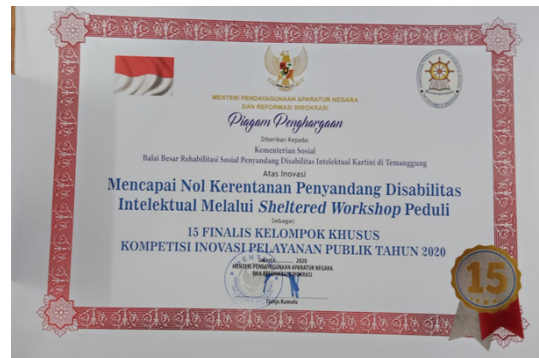 MENTERI PENDAYAGUNAAN APARATUR NEGARA
DAN REFORMASI BIROKRASI
Piagam Penghargaan
Diberikan Kepada:
Kementerian Sosial
Balai Besar Rehabilitasi Sosial Penyandang Disabilitas Intelektual Kartini di Temanggung
Atas Inovasi
Mencapai Nol Kerentanan Penyandang Disabilitas
Intelektual Melalui Sheltered Workshop Peduli
Sebagai:
15 FINALIS KELOMPOK KHUSUS
KOMPETISI INOVASI PELAYANAN PUBLIK TAHUN 2020
Jakarta, ........ 2020
MENTERI PENDAYAGUNAAN APARATUR NEGARA
DAN REFORMASI BIROKRASI
Tjahjo Kumolo
15